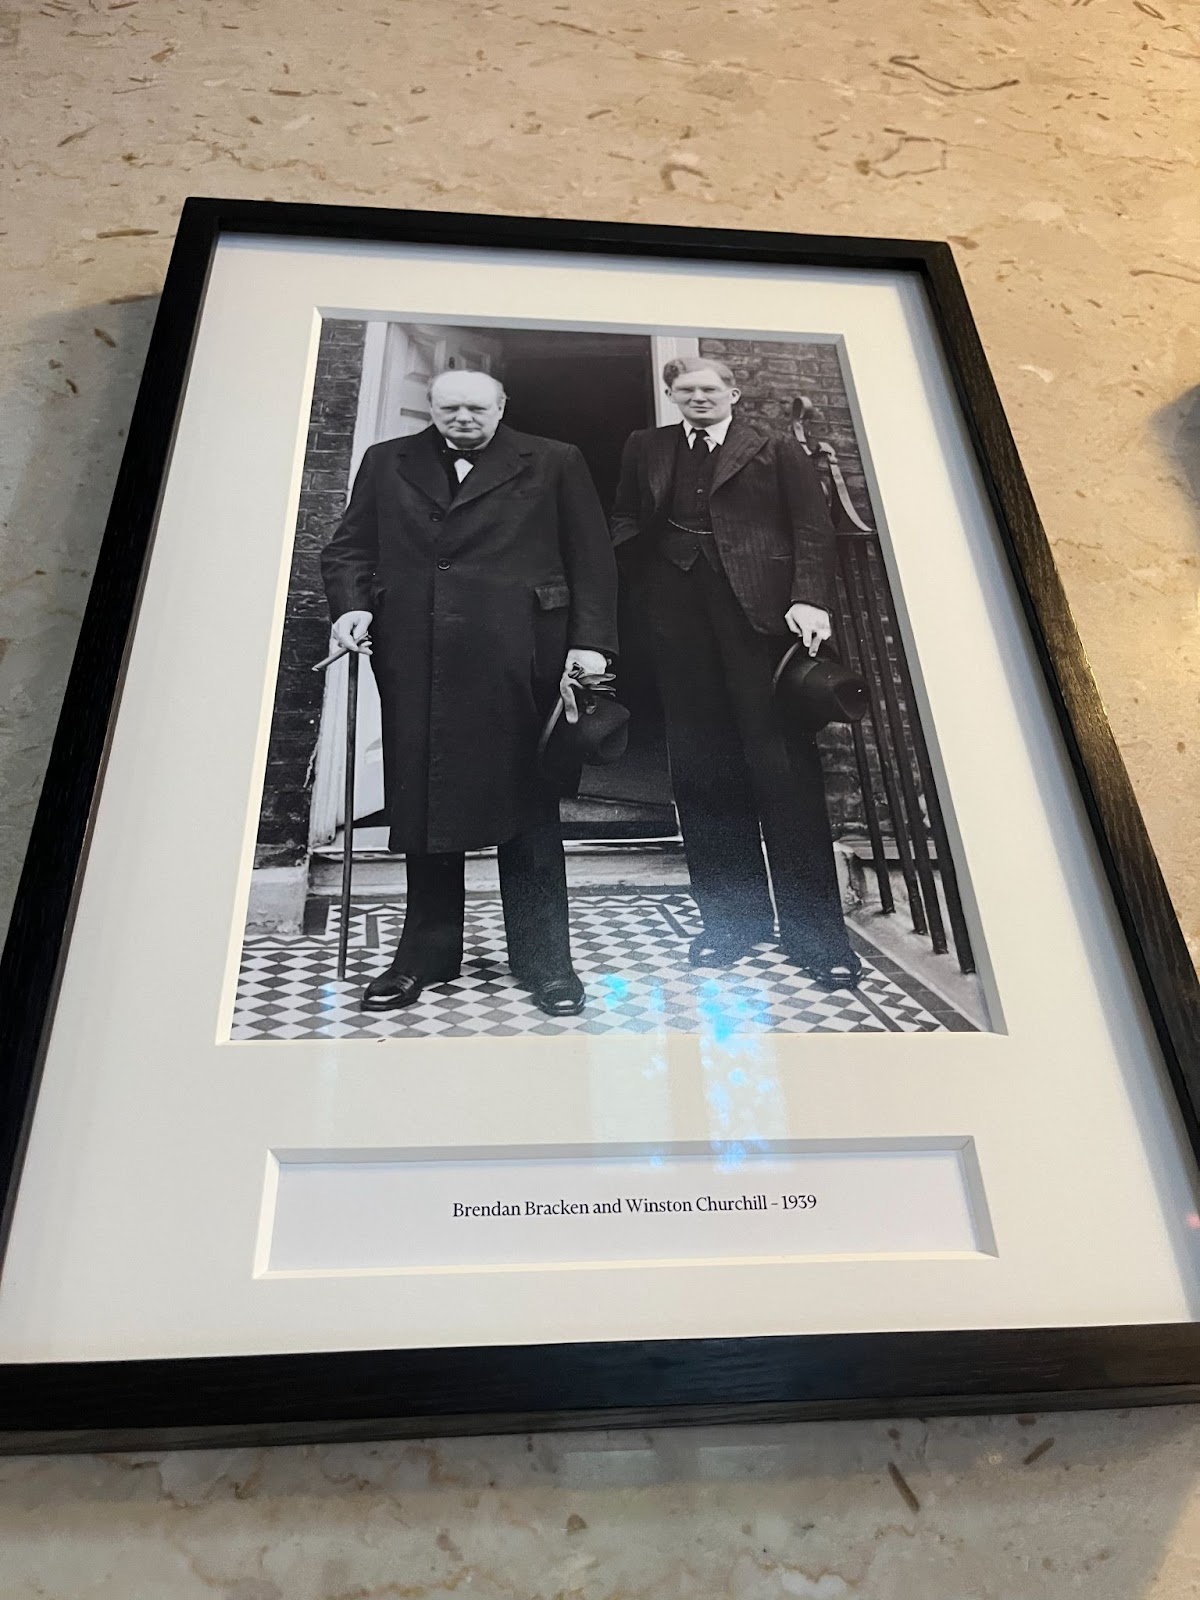 Brendan Bracken and Winston Churchill – 1939